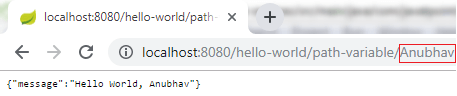 localhost:8080/hello-world/path
localhost:8080/hello-world/path-variable/Anubhav
{"message":"Hello World, Anubhav"}